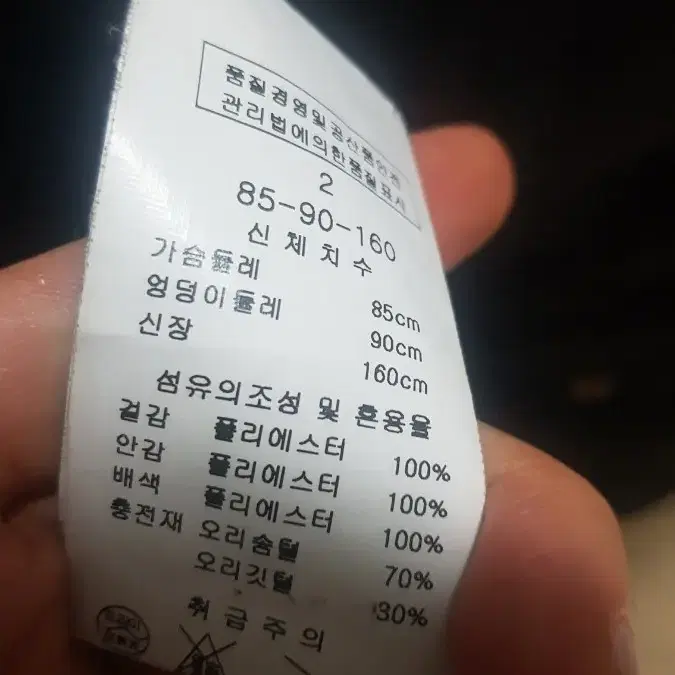 품질경영및공산품안전
관리법에의한품질표시
2
85-90-160
신체치수
가슴둘레 85cm
엉덩이둘레 90cm
신장 160cm
섬유의조성 및 혼용율
겉감 폴리에스터 100%
안감 폴리에스터 100%
배색 폴리에스터 100%
충전재 오리솜털 70%
오리깃털 30%
취급주의